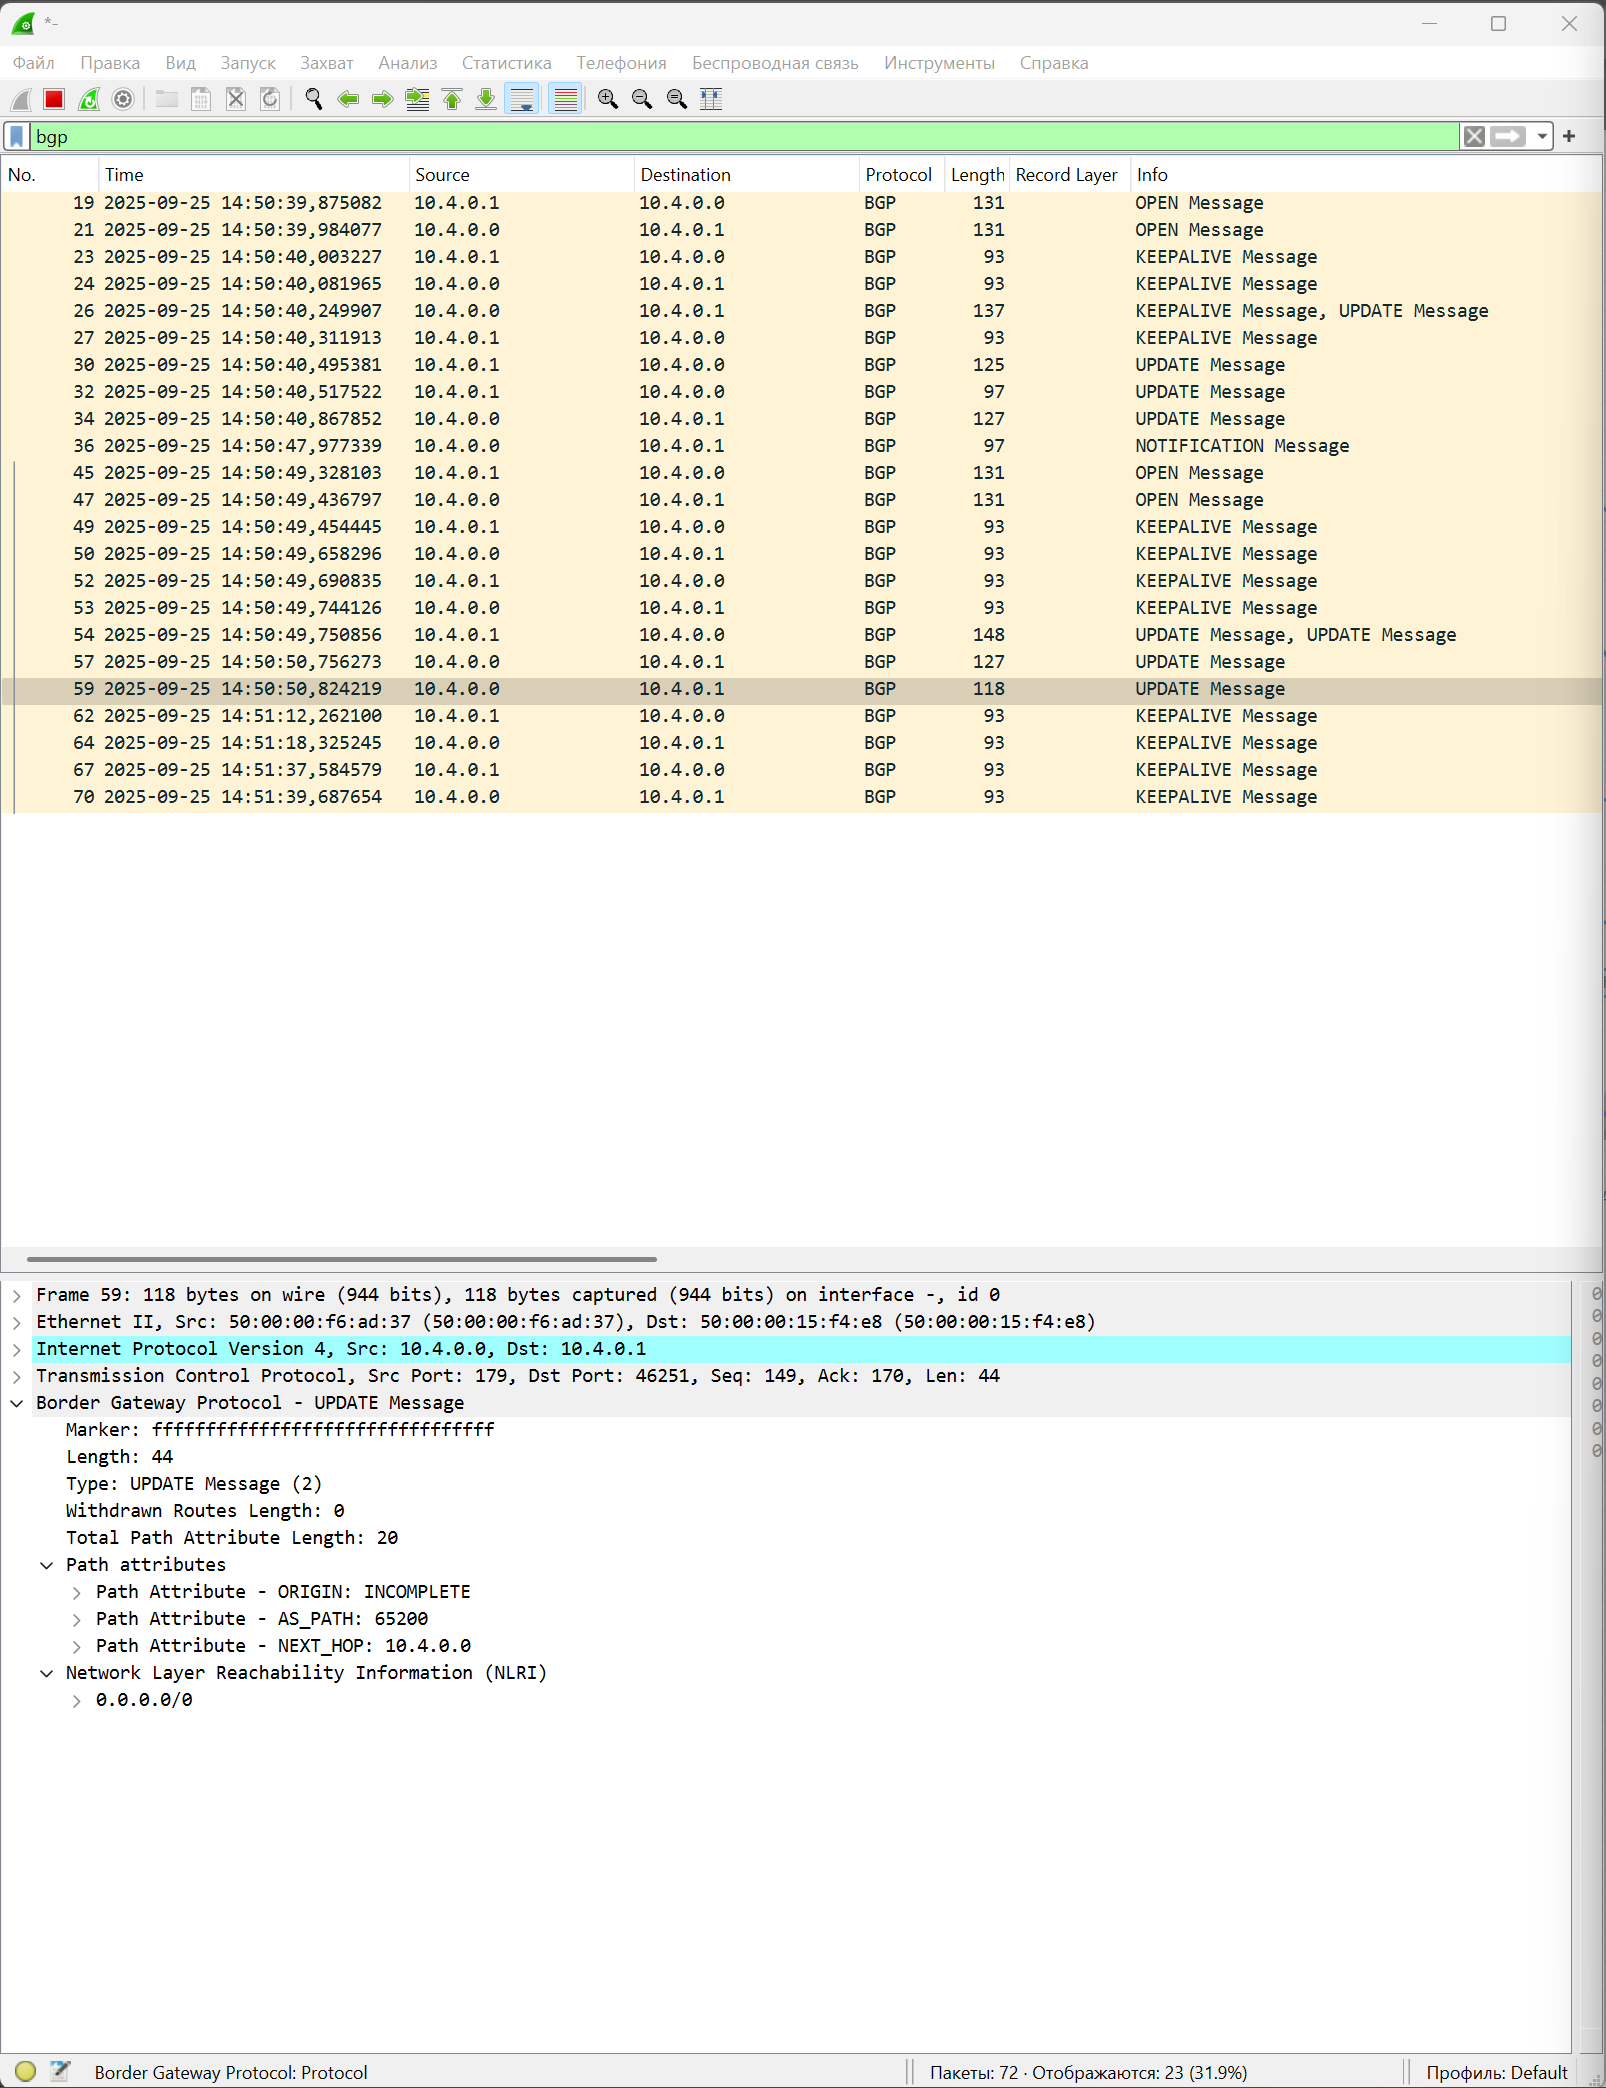 *-
Файл Правка Вид Запуск Захват Анализ Статистика Телефония Беспроводная связь Инструменты Справка
bgp
No. Time Source Destination Protocol Length Record Layer Info
19 2025-09-25 14:50:39,875082 10.4.0.1 10.4.0.0 BGP 131 OPEN Message
21 2025-09-25 14:50:39,984077 10.4.0.0 10.4.0.1 BGP 131 OPEN Message
23 2025-09-25 14:50:40,003227 10.4.0.1 10.4.0.0 BGP 93 KEEPALIVE Message
24 2025-09-25 14:50:40,081965 10.4.0.0 10.4.0.1 BGP 93 KEEPALIVE Message
26 2025-09-25 14:50:40,249907 10.4.0.0 10.4.0.1 BGP 137 KEEPALIVE Message, UPDATE Message
27 2025-09-25 14:50:40,311913 10.4.0.1 10.4.0.0 BGP 93 KEEPALIVE Message
30 2025-09-25 14:50:40,495381 10.4.0.1 10.4.0.0 BGP 125 UPDATE Message
32 2025-09-25 14:50:40,517522 10.4.0.1 10.4.0.0 BGP 97 UPDATE Message
34 2025-09-25 14:50:40,867852 10.4.0.0 10.4.0.1 BGP 127 UPDATE Message
36 2025-09-25 14:50:47,977339 10.4.0.0 10.4.0.1 BGP 97 NOTIFICATION Message
45 2025-09-25 14:50:49,328103 10.4.0.1 10.4.0.0 BGP 131 OPEN Message
47 2025-09-25 14:50:49,436797 10.4.0.0 10.4.0.1 BGP 131 OPEN Message
49 2025-09-25 14:50:49,454445 10.4.0.1 10.4.0.0 BGP 93 KEEPALIVE Message
50 2025-09-25 14:50:49,658296 10.4.0.0 10.4.0.1 BGP 93 KEEPALIVE Message
52 2025-09-25 14:50:49,690835 10.4.0.1 10.4.0.0 BGP 93 KEEPALIVE Message
53 2025-09-25 14:50:49,744126 10.4.0.0 10.4.0.1 BGP 93 KEEPALIVE Message
54 2025-09-25 14:50:49,750856 10.4.0.1 10.4.0.0 BGP 148 UPDATE Message, UPDATE Message
57 2025-09-25 14:50:50,756273 10.4.0.0 10.4.0.1 BGP 127 UPDATE Message
59 2025-09-25 14:50:50,824219 10.4.0.0 10.4.0.1 BGP 118 UPDATE Message
62 2025-09-25 14:51:12,262100 10.4.0.1 10.4.0.0 BGP 93 KEEPALIVE Message
64 2025-09-25 14:51:18,325245 10.4.0.0 10.4.0.1 BGP 93 KEEPALIVE Message
67 2025-09-25 14:51:37,584579 10.4.0.1 10.4.0.0 BGP 93 KEEPALIVE Message
70 2025-09-25 14:51:39,687654 10.4.0.0 10.4.0.1 BGP 93 KEEPALIVE Message
Frame 59: 118 bytes on wire (944 bits), 118 bytes captured (944 bits) on interface -, id 0
Ethernet II, Src: 50:00:00:f6:ad:37 (50:00:00:f6:ad:37), Dst: 50:00:00:15:f4:e8 (50:00:00:15:f4:e8)
Internet Protocol Version 4, Src: 10.4.0.0, Dst: 10.4.0.1
Transmission Control Protocol, Src Port: 179, Dst Port: 46251, Seq: 149, Ack: 170, Len: 44
Border Gateway Protocol - UPDATE Message
Marker: ffffffffffffffffffffffffffffffff
Length: 44
Type: UPDATE Message (2)
Withdrawn Routes Length: 0
Total Path Attribute Length: 20
Path attributes
Path Attribute - ORIGIN: INCOMPLETE
Path Attribute - AS_PATH: 65200
Path Attribute - NEXT_HOP: 10.4.0.0
Network Layer Reachability Information (NLRI)
0.0.0.0/0
0
0
0
0
0
0
0
0
Border Gateway Protocol: Protocol
Пакеты: 72 · Отображаются: 23 (31.9%)
Профиль: Default